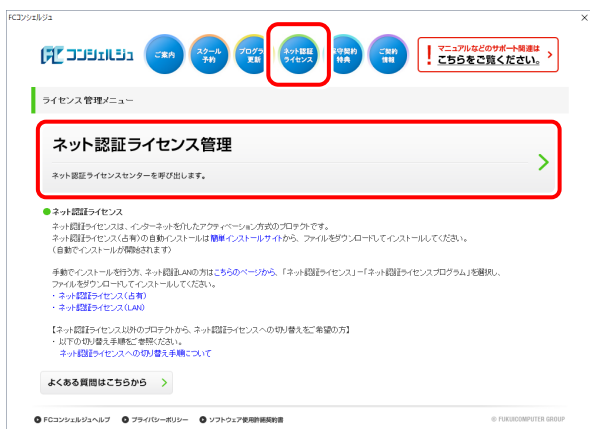 FCコンシェルジュ
FC コンシェルジュ
ご案内
スクール
予約
プログラム
更新
ネット認証
ライセンス
保守契約
特典
ご契約
情報
マニュアルなどのサポート関連は
こちらをご覧ください。
ライセンス管理メニュー
ネット認証ライセンス管理
ネット認証ライセンスセンターを呼び出します。
●ネット認証ライセンス
ネット認証ライセンスは、インターネットを介したアクティベーション方式のプロテクトです。
ネット認証ライセンス(占有)の自動インストールは簡単インストールサイトから、ファイルをダウンロードしてインストールしてください。
(自動でインストールが開始されます)
手動でインストールを行う方、ネット認証LANの方はこちらのページから、「ネット認証ライセンス」-「ネット認証ライセンスプログラム」を選択し、
ファイルをダウンロードしてインストールしてください。
・ネット認証ライセンス(占有)
・ネット認証ライセンス(LAN)
【ネット認証ライセンス以外のプロテクトから、ネット認証ライセンスへの切り替えをご希望の方】
・以下の切り替え手順をご参照ください。
ネット認証ライセンスへの切り替え手順について
よくある質問はこちらから
FCコンシェルジュヘルプ プライバシーポリシー ソフトウェア使用許諾契約書
© FUKUICOMPUTER GROUP